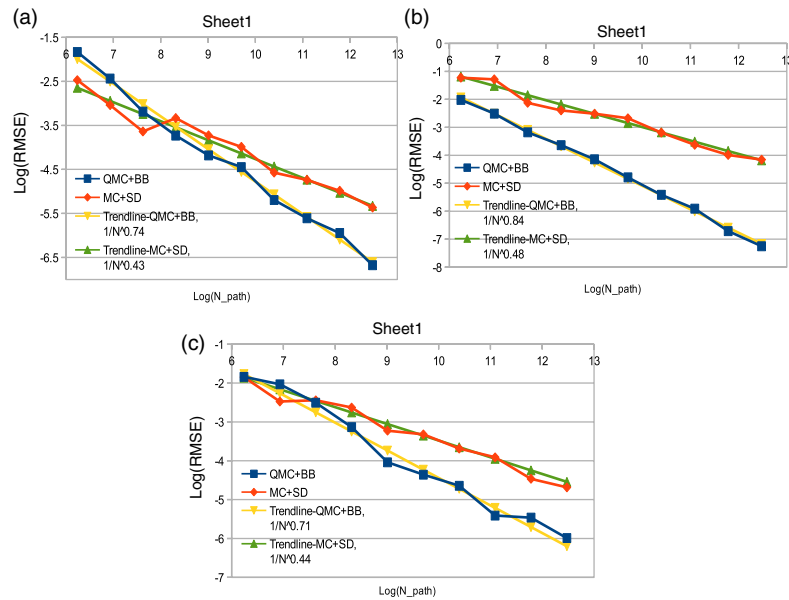 (a)
Sheet1
-1.5
6 7 8 9 10 11 12 13
-2.5
-3.5
-4.5
-5.5
-6.5
Log(RMSE)
QMC+BB
MC+SD
Trendline-QMC+BB,
1/N^0.74
Trendline-MC+SD,
1/N^0.43
Log(N_path)
(b)
Sheet1
0
6 7 8 9 10 11 12 13
-1
-2
-3
-4
-5
-6
-7
-8
Log(RMSE)
QMC+BB
MC+SD
Trendline-QMC+BB,
1/N^0.84
Trendline-MC+SD,
1/N^0.48
Log(N_path)
(c)
Sheet1
-1
6 7 8 9 10 11 12 13
-2
-3
-4
-5
-6
-7
Log(RMSE)
QMC+BB
MC+SD
Trendline-QMC+BB,
1/N^0.71
Trendline-MC+SD,
1/N^0.44
Log(N_path)